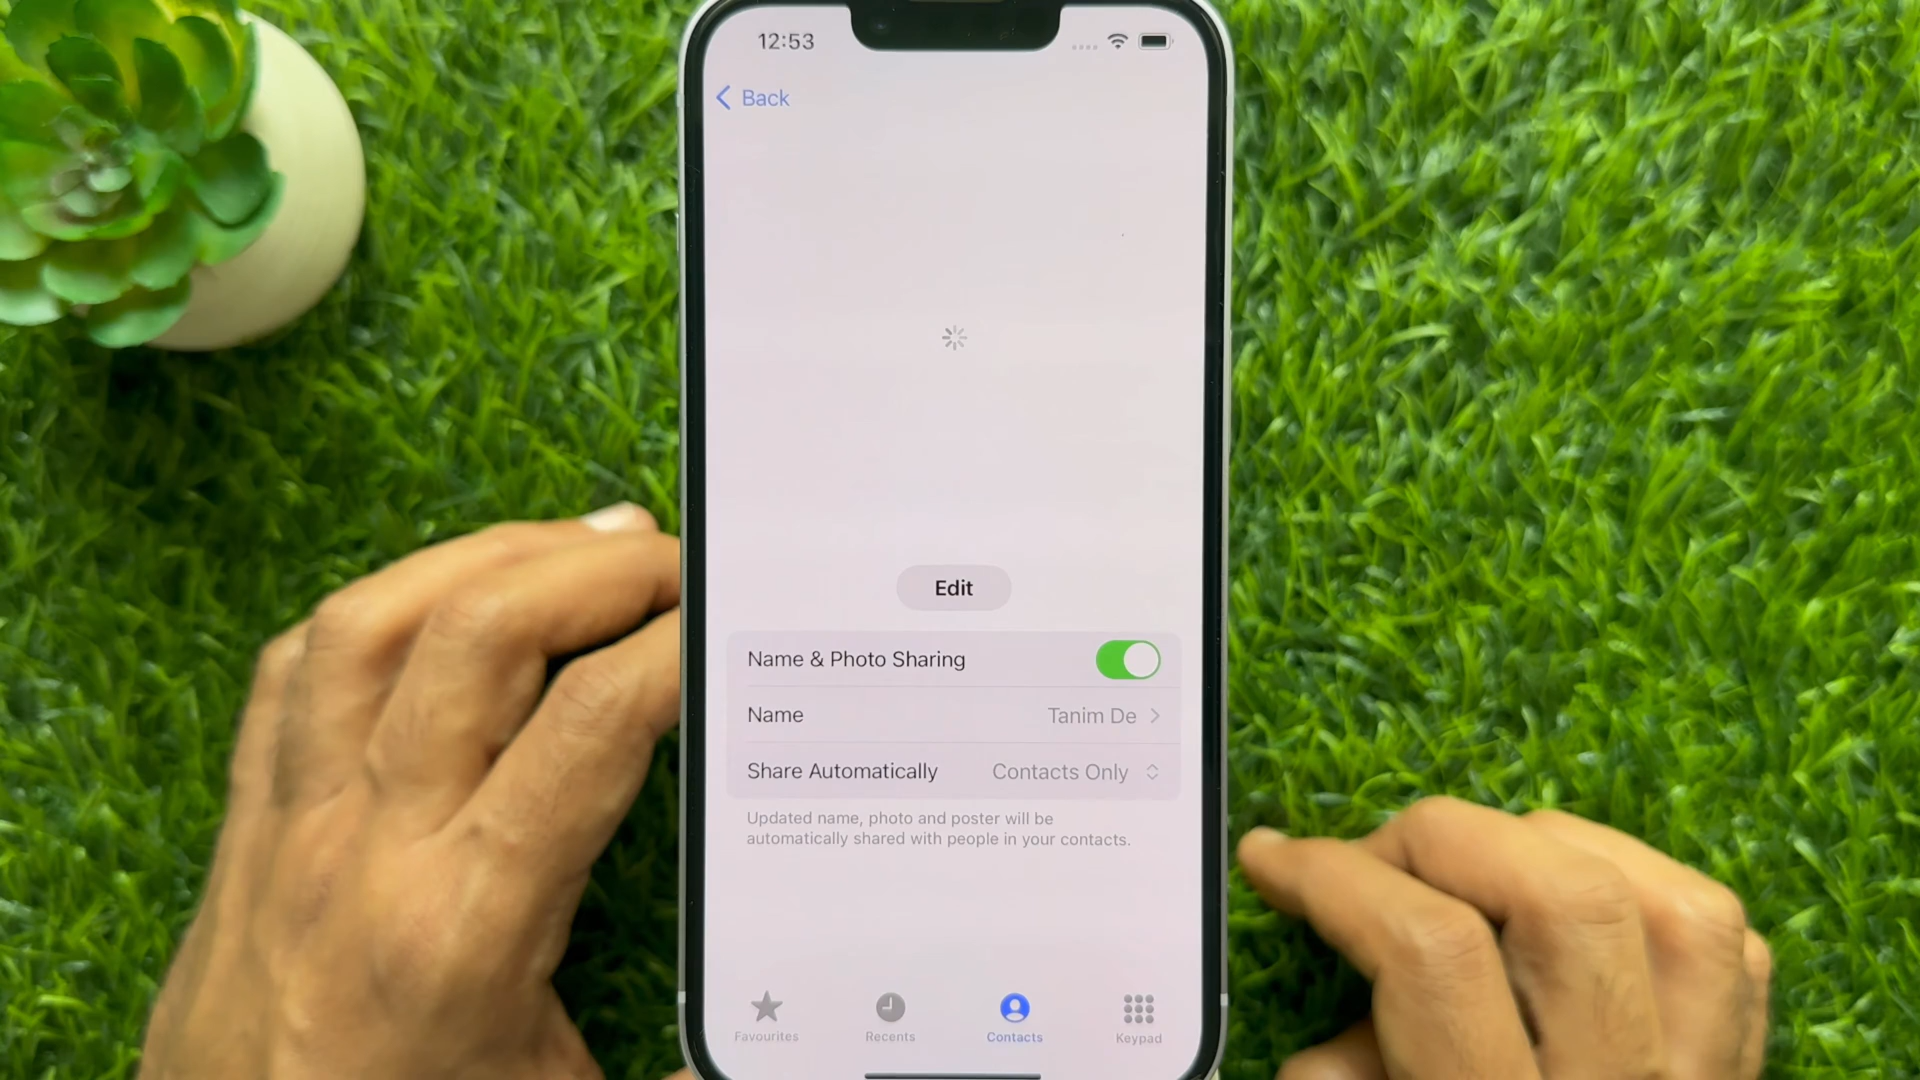 12:53
Back
Edit
Name & Photo Sharing
Name Tanim De
Share Automatically Contacts Only
Updated name, photo and poster will be
automatically shared with people in your contacts.
Favourites Recents Contacts Keypad